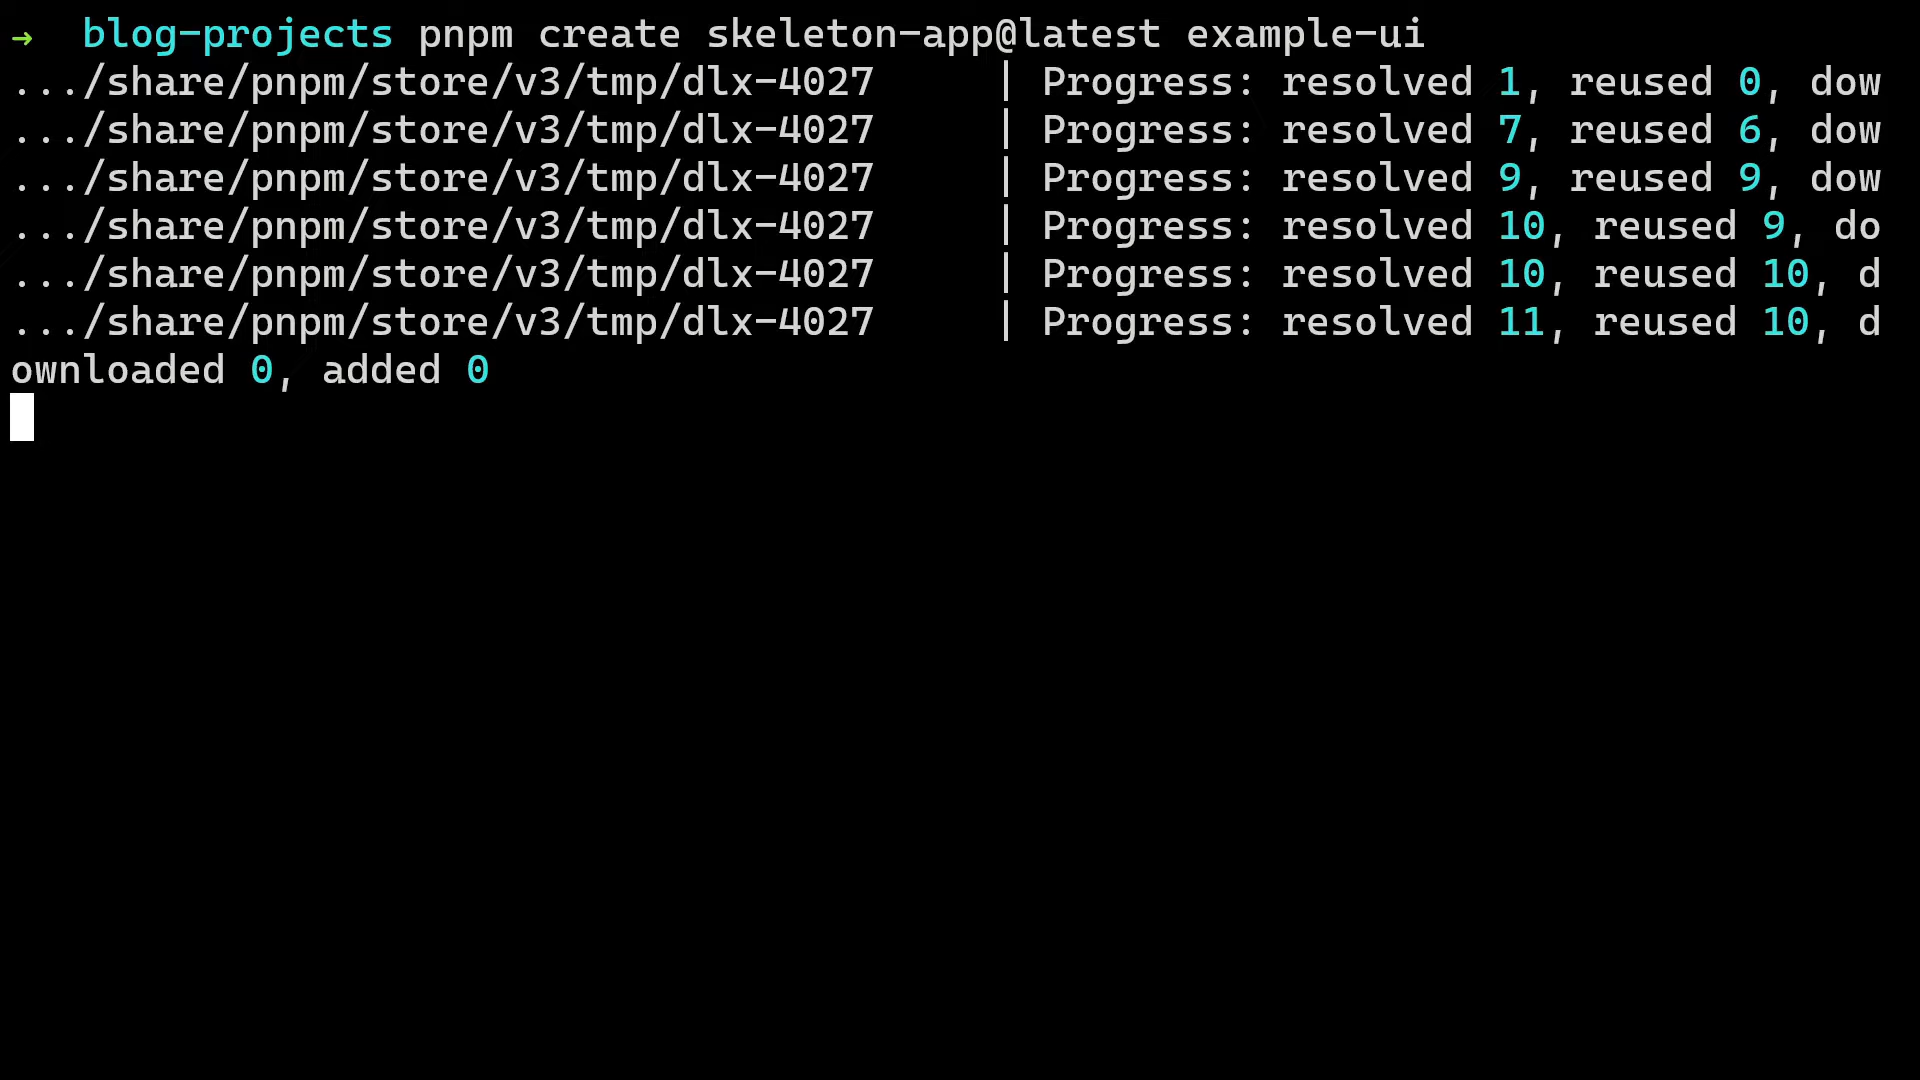 → blog-projects pnpm create skeleton-app@latest example-ui
.../share/pnpm/store/v3/tmp/dlx-4027 | Progress: resolved 1, reused 0, dow
.../share/pnpm/store/v3/tmp/dlx-4027 | Progress: resolved 7, reused 6, dow
.../share/pnpm/store/v3/tmp/dlx-4027 | Progress: resolved 9, reused 9, dow
.../share/pnpm/store/v3/tmp/dlx-4027 | Progress: resolved 10, reused 9, do
.../share/pnpm/store/v3/tmp/dlx-4027 | Progress: resolved 10, reused 10, d
.../share/pnpm/store/v3/tmp/dlx-4027 | Progress: resolved 11, reused 10, d
ownloaded 0, added 0